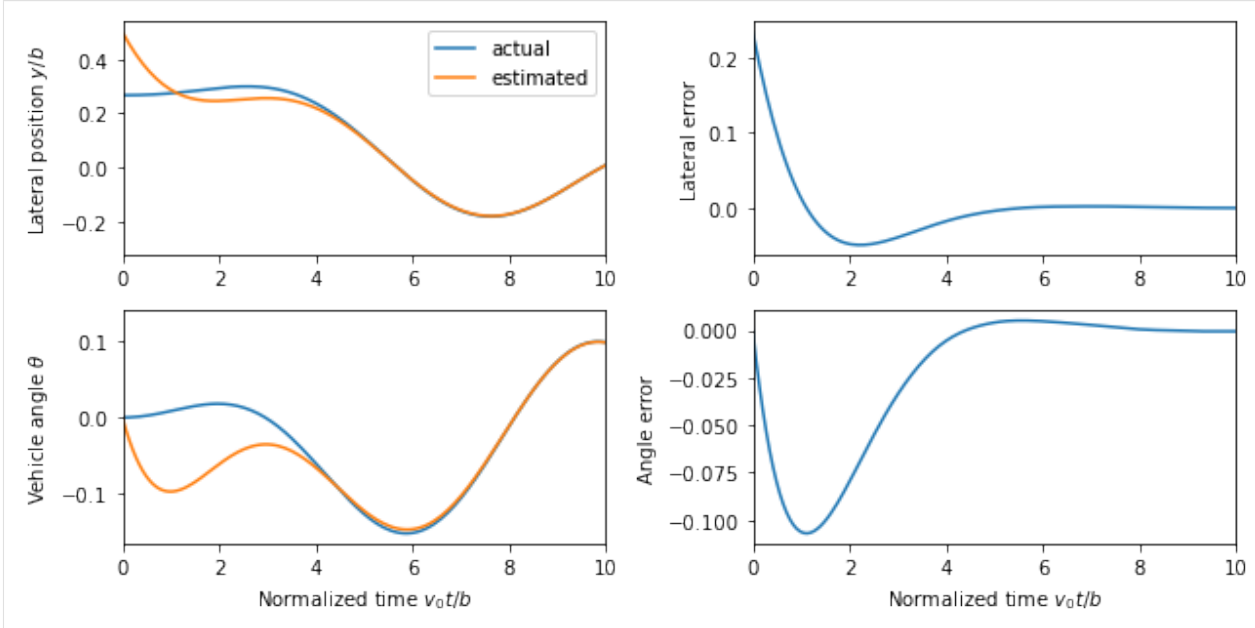 Lateral position y/b
0.4
0.2
0.0
−0.2
0 2 4 6 8 10
actual
estimated
Lateral error
0.2
0.1
0.0
0 2 4 6 8 10
Vehicle angle θ
0.1
0.0
−0.1
0 2 4 6 8 10
Normalized time v₀t/b
Angle error
0.000
−0.025
−0.050
−0.075
−0.100
0 2 4 6 8 10
Normalized time v₀t/b